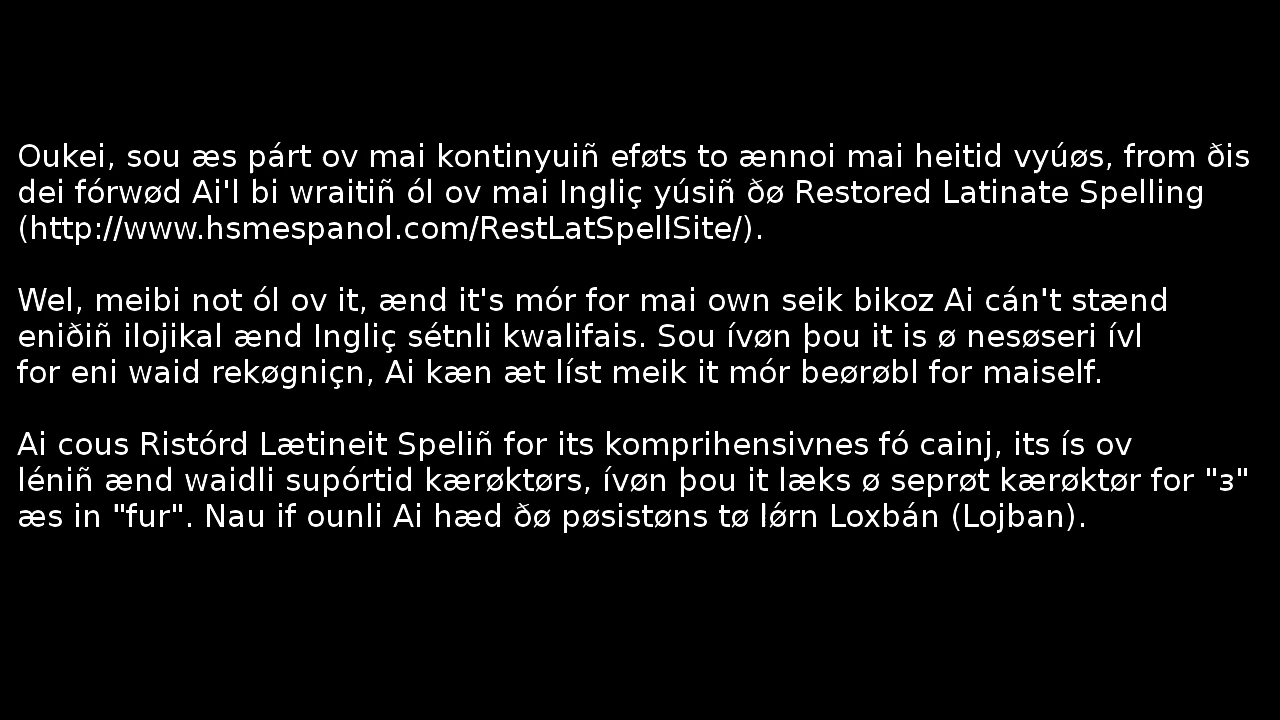 Oukei, sou æs párt ov mai kontinyuiñ eføts to ænnoi mai heitid vyúøs, from ðis
dei fórwød Ai'l bi wraitiñ ól ov mai Ingliç yúsiñ ðø Restored Latinate Spelling
(http://www.hsmespanol.com/RestLatSpellSite/).
Wel, meibi not ól ov it, ænd it's mór for mai own seik bikoz Ai cán't stænd
eniðiñ ilojikal ænd Ingliç sétnli kwalifais. Sou ívøn þou it is ø nesøseri ívl
for eni waid rekøgniçn, Ai kæn æt líst meik it mór beørøbl for maiself.
Ai cous Ristórd Lætineit Speliñ for its komprihensivnes fó cainj, its ís ov
léniñ ænd waidli supórtid kærøktørs, ívøn þou it læks ø seprøt kærøktør for "з"
æs in "fur". Nau if ounli Ai hæd ðø pøsistøns tø lǿrn Loxbán (Lojban).